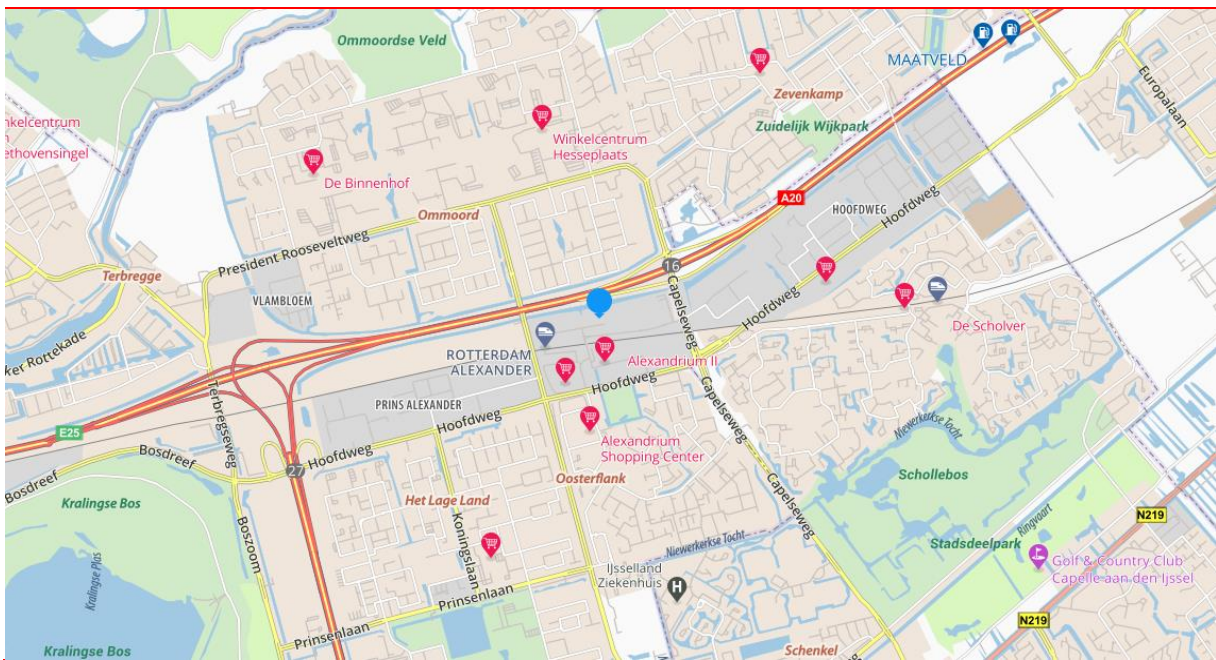 Ommoordse Veld
MAATVELD
Zevenkamp
Europalaan
Zuidelijk Wijkpark
Winkelcentrum
Hesseplaats
nkelcentrum
n
ethovensingel
De Binnenhof
A20
HOOFDWEG
Hoofdweg
Ommoord
President Rooseveltweg
Terbregge
VLAMBLOEM
16
Capelseweg
Hoofdweg
De Scholver
ker Rottekade
ROTTERDAM
ALEXANDER
Alexandrium II
Hoofdweg
Terbregseweg
PRINS ALEXANDER
Hoofdweg
Capelseweg
E25
Bosdreef
Hoofdweg
27
Alexandrium
Shopping Center
Niewerkerkse Tocht
Bosdreef
Oosterflank
Schollebos
Kralingse Bos
Het Lage Land
Capelseweg
Ringvaart
N219
Boszoom
Koningslaan
Niewerkerkse Tocht
Stadsdeelpark
Golf & Country Club
Capelle aan den Ijssel
Kralingse Plas
IJsselland
Ziekenhuis
H
Prinsenlaan
N219
Prinsenlaan
Kralingse Bos
Schenkel